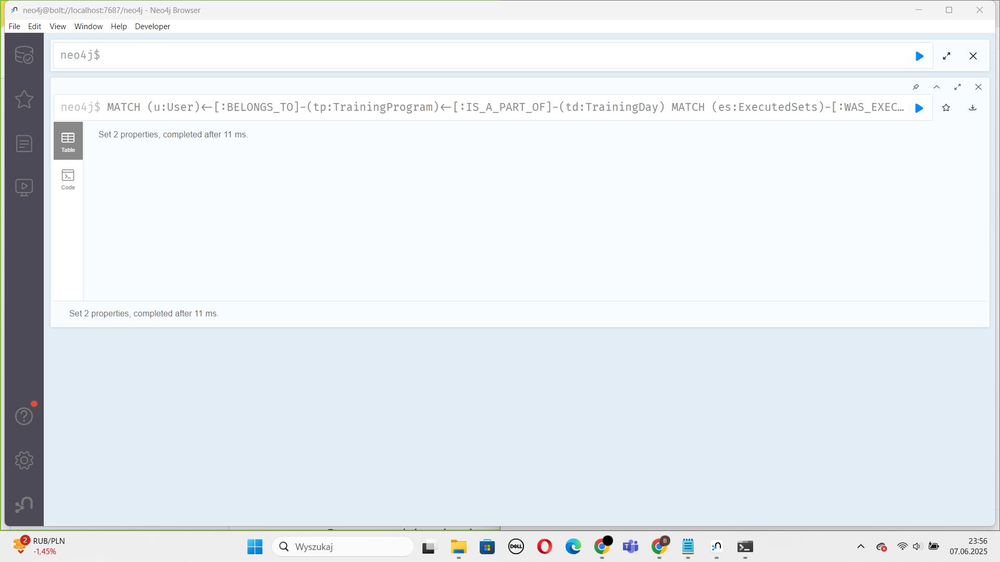 neo4j@bolt://localhost:7687/neo4j - Neo4j Browser
File Edit View Window Help Developer
neo4j$
neo4j$ MATCH (u:User)<-[:BELONGS_TO]-(tp:TrainingProgram)<-[:IS_A_PART_OF]-(td:TrainingDay) MATCH (es:ExecutedSets)-[:WAS_EXEC…
Table
Set 2 properties, completed after 11 ms.
Code
Set 2 properties, completed after 11 ms.
2
RUB/PLN
-1,45%
Wyszukaj
DELL
B
23:56
07.06.2025